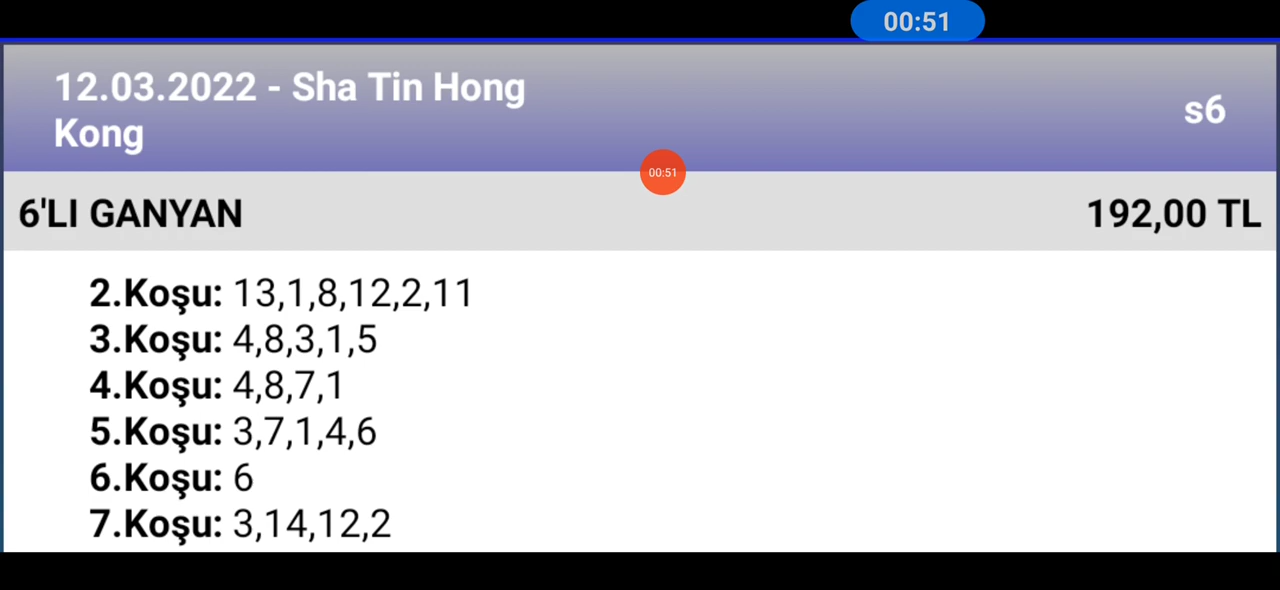 00:51
12.03.2022 - Sha Tin Hong
Kong
s6
00:51
6'LI GANYAN
192,00 TL
2.Koşu: 13,1,8,12,2,11
3.Koşu: 4,8,3,1,5
4.Koşu: 4,8,7,1
5.Koşu: 3,7,1,4,6
6.Koşu: 6
7.Koşu: 3,14,12,2